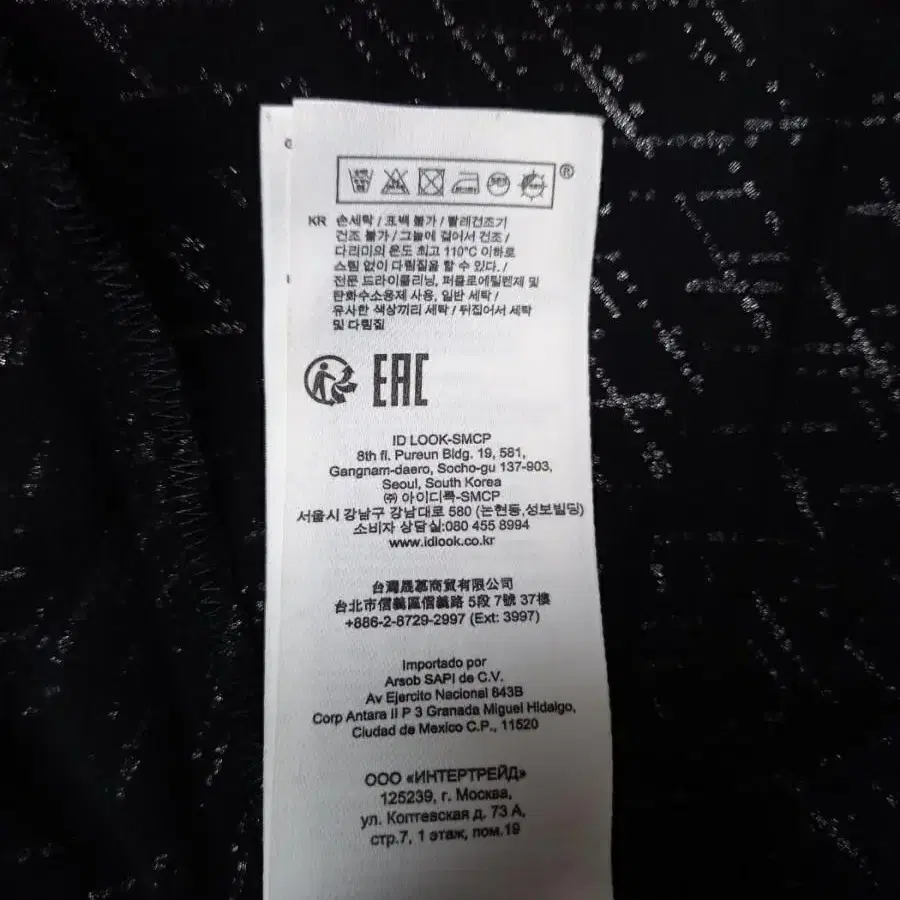 ®
KR 손세탁 / 표백 불가 / 빨래건조기
건조 불가 / 그늘에 걸어서 건조 /
다리미의 온도 최고 110°C 이하로
스팀 없이 다림질을 할 수 있다. /
전문 드라이클리닝, 퍼클로에틸렌제 및
탄화수소용제 사용, 일반 세탁 /
유사한 색상끼리 세탁 / 뒤집어서 세탁
및 다림질
EAC
ID LOOK-SMCP
8th fl. Pureun Bldg. 19, 581,
Gangnam-daero, Socho-gu 137-903,
Seoul, South Korea
㈜ 아이디룩-SMCP
서울시 강남구 강남대로 580 (논현동,성보빌딩)
소비자 상담실:080 455 8994
www.idlook.co.kr
台灣晟慕商貿有限公司
台北市信義區信義路 5段 7號 37樓
+886-2-8729-2997 (Ext: 3997)
Importado por
Arsob SAPI de C.V.
Av Ejercito Nacional 843B
Corp Antara II P 3 Granada Miguel Hidalgo,
Ciudad de Mexico C.P., 11520
ООО «ИНТЕРТРЕЙД»
125239, г. Москва,
ул. Коптевская д. 73 А,
стр.7, 1 этаж, пом.19